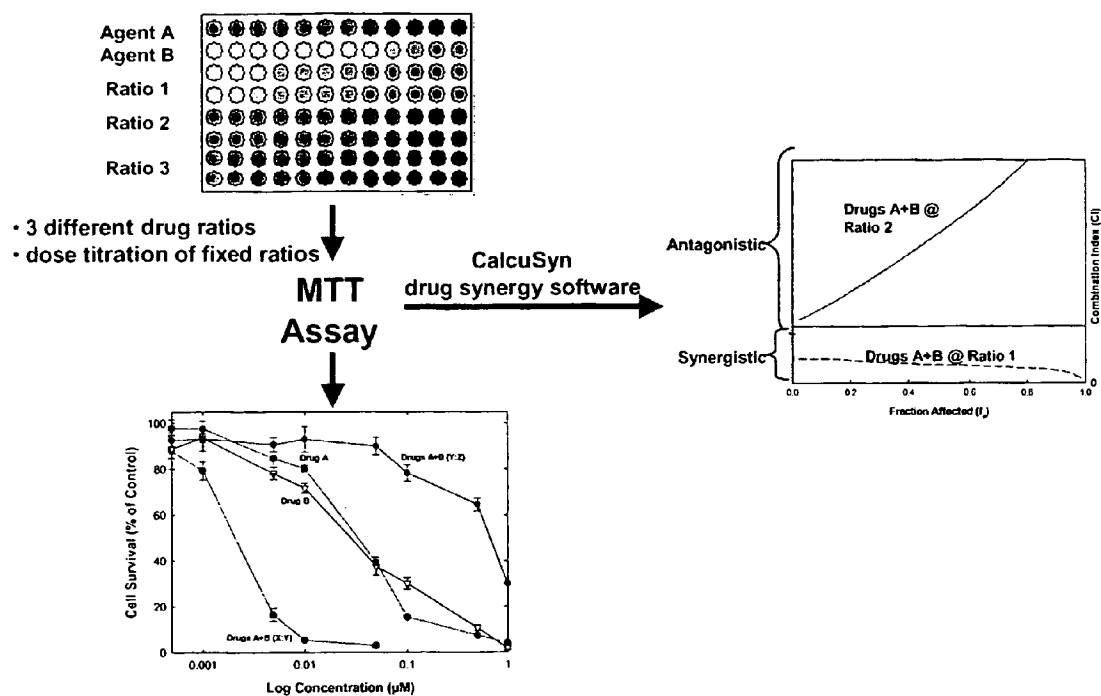 Agent A
Agent B
Ratio 1
Ratio 2
Ratio 3
• 3 different drug ratios
• dose titration of fixed ratios
MTT
Assay
CalcuSyn
drug synergy software
Antagonistic
Synergistic
Drugs A+B @
Ratio 2
Drugs A+B @ Ratio 1
Combination Index (CI)
1
0
0.0 0.2 0.4 0.6 0.8 1.0
Fraction Affected (fa)
Cell Survival (% of Control)
100
80
60
40
20
0
Drug A
Drugs A+B (Y:Z)
Drug B
Drugs A+B (X:Y)
0.001 0.01 0.1 1
Log Concentration (µM)